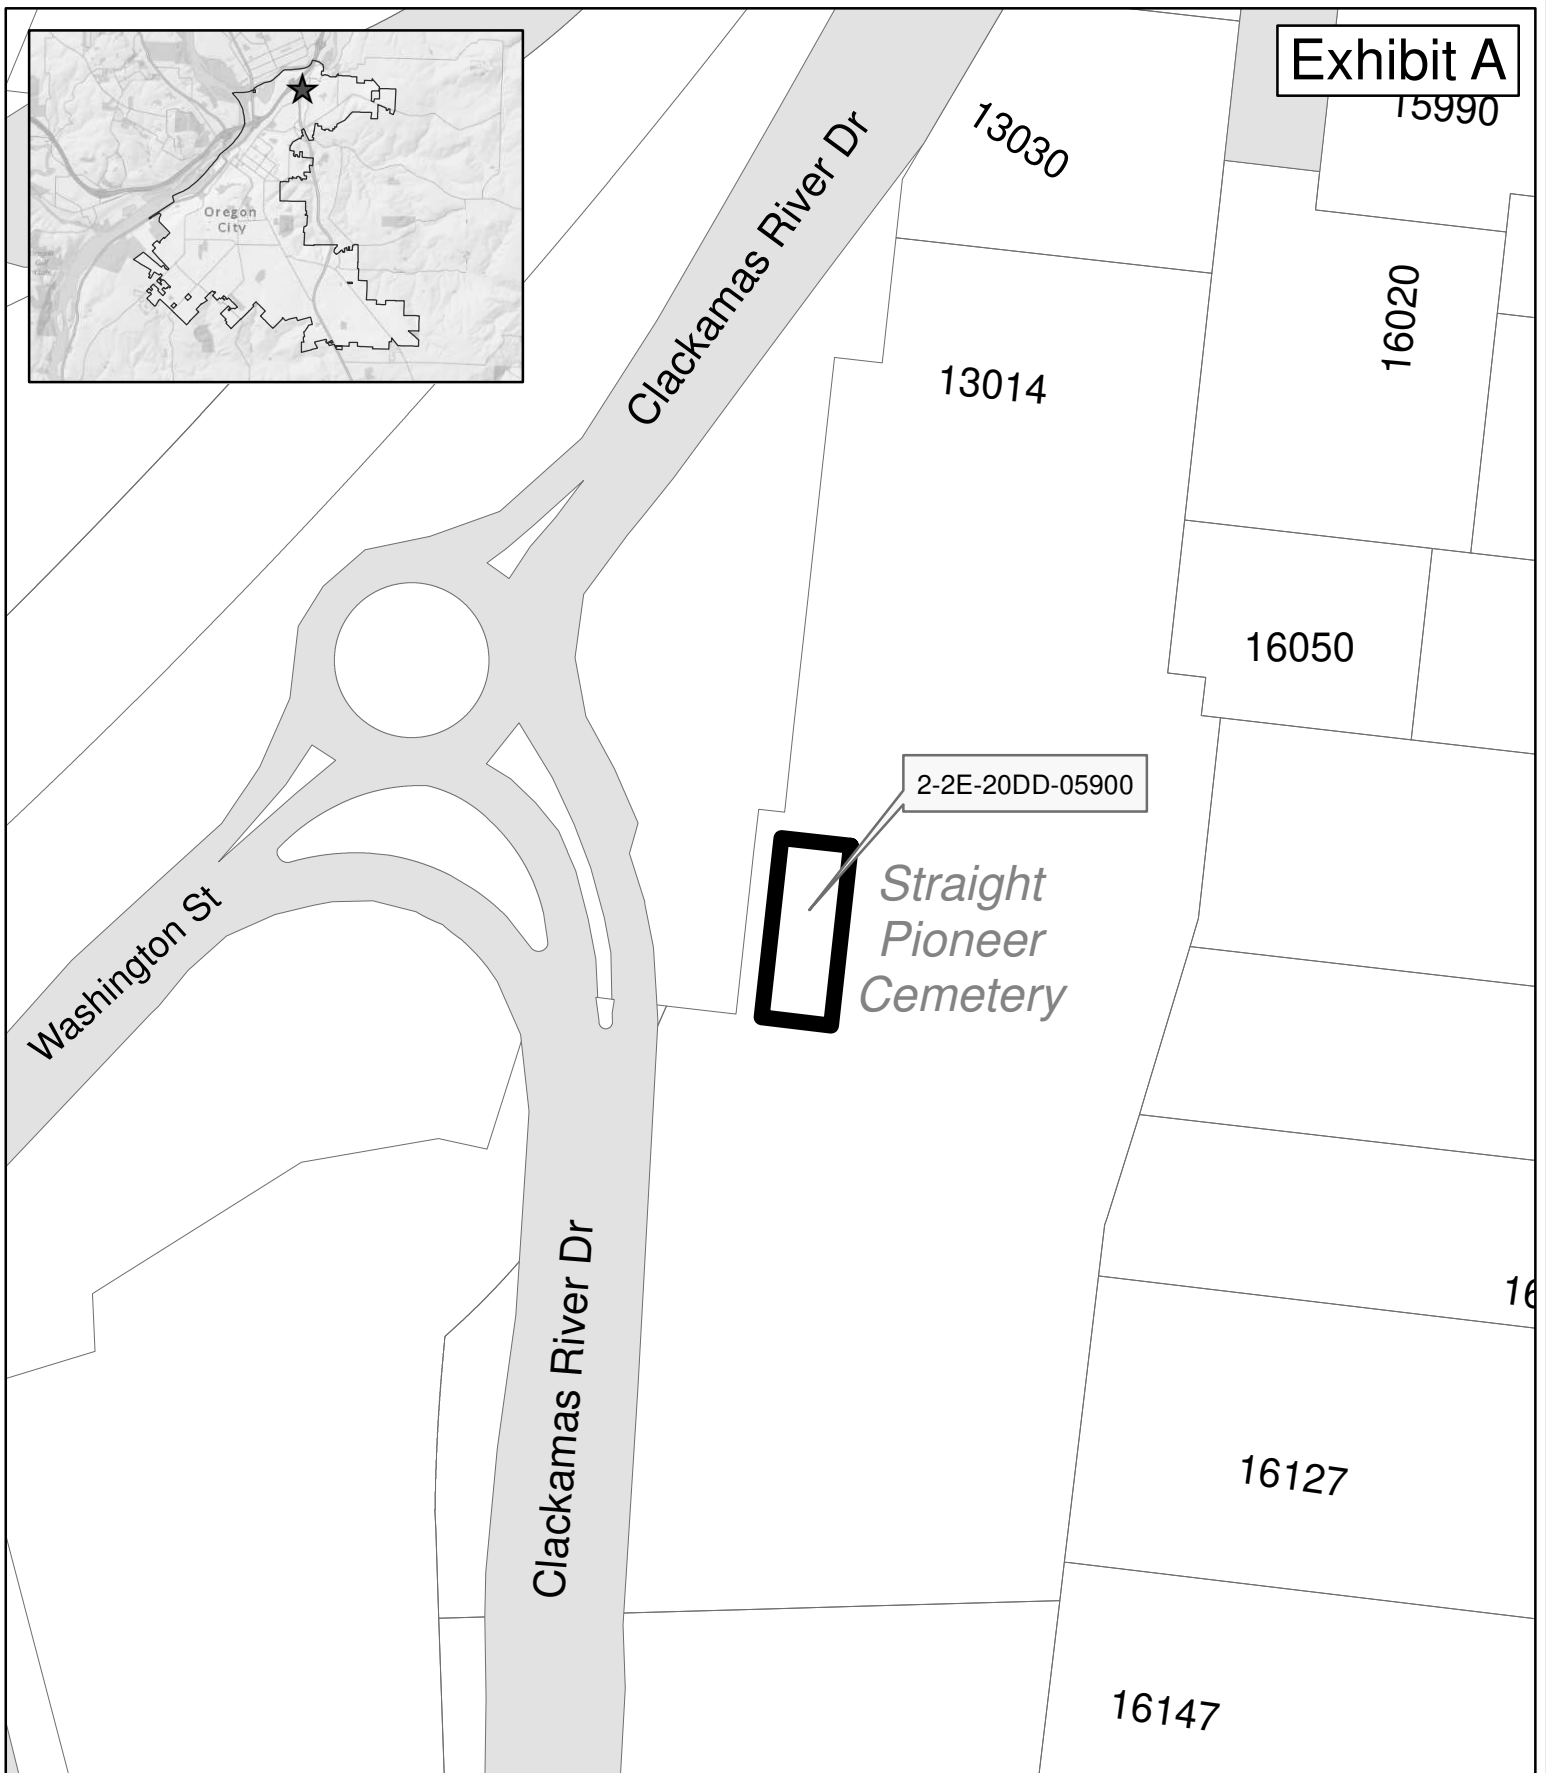 Exhibit A
15990
13030
Oregon
City
Clackamas River Dr
16020
13014
16050
2-2E-20DD-05900
Straight
Pioneer
Cemetery
Washington St
Clackamas River Dr
16
16127
16147